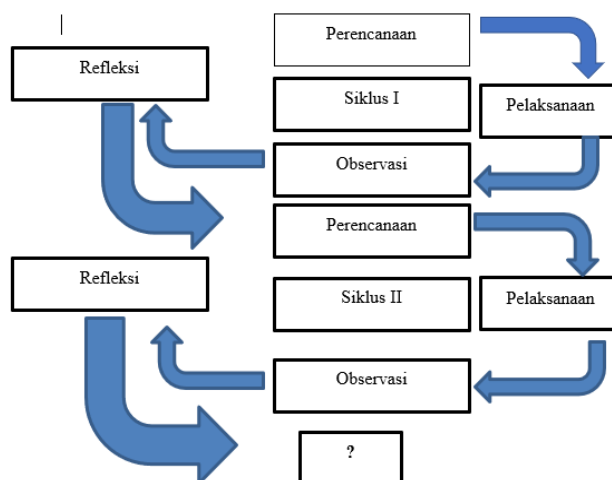 Perencanaan
Refleksi
Siklus I
Pelaksanaan
Observasi
Perencanaan
Refleksi
Siklus II
Pelaksanaan
Observasi
?